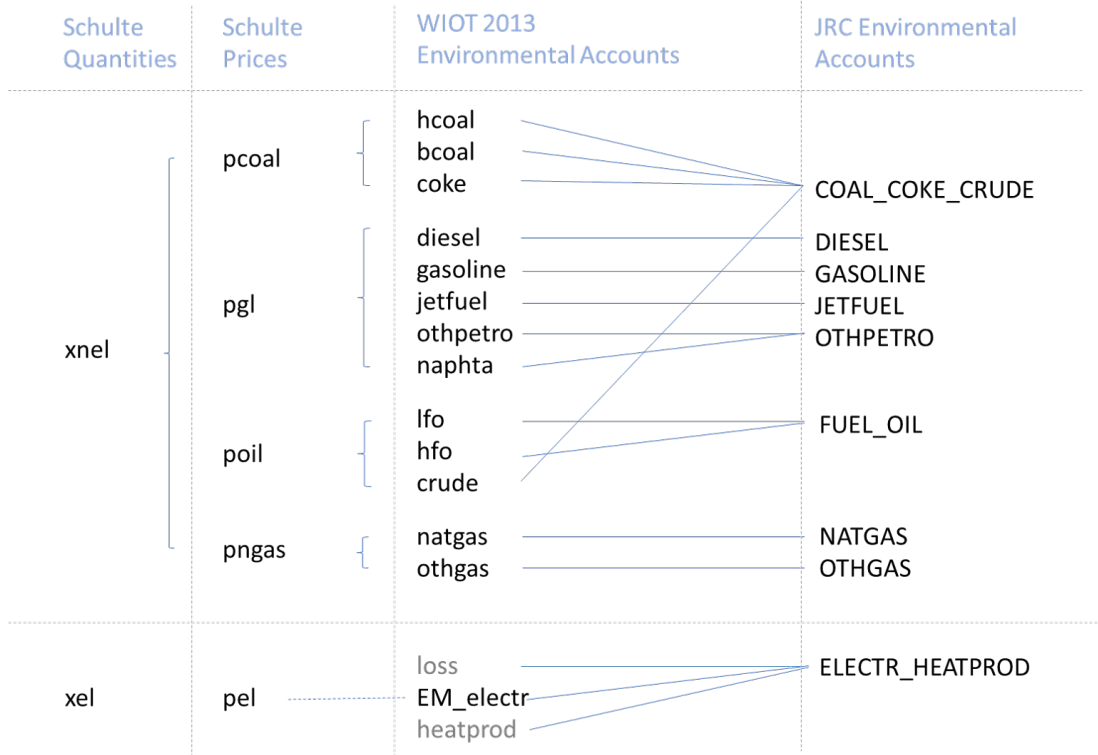 Schulte
Quantities
Schulte
Prices
WIOT 2013
Environmental Accounts
JRC Environmental
Accounts
xnel
pcoal
hcoal
bcoal
coke
COAL_COKE_CRUDE
pgl
diesel
gasoline
jetfuel
othpetro
naphta
DIESEL
GASOLINE
JETFUEL
OTHPETRO
poil
lfo
hfo
crude
FUEL_OIL
pngas
natgas
othgas
NATGAS
OTHGAS
xel
pel
loss
EM_electr
heatprod
ELECTR_HEATPROD